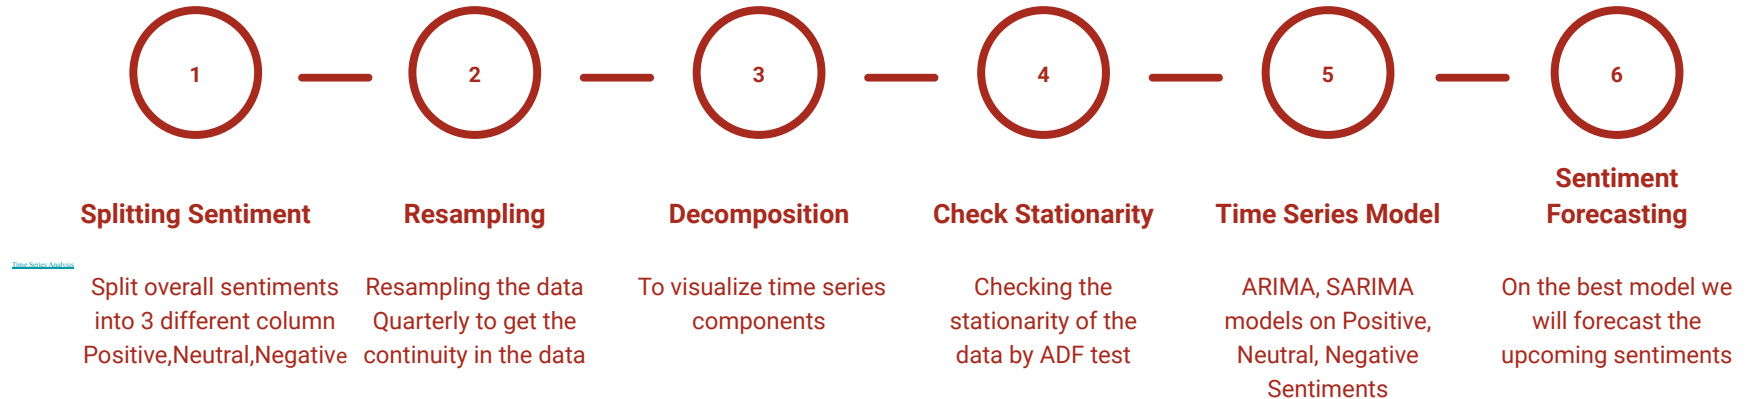 1
2
3
4
5
6
Splitting Sentiment
Resampling
Decomposition
Check Stationarity
Time Series Model
Sentiment
Forecasting
Time Series Analysis
Split overall sentiments
into 3 different column
Positive,Neutral,Negative
Resampling the data
Quarterly to get the
continuity in the data
To visualize time series
components
Checking the
stationarity of the
data by ADF test
ARIMA, SARIMA
models on Positive,
Neutral, Negative
Sentiments
On the best model we
will forecast the
upcoming sentiments